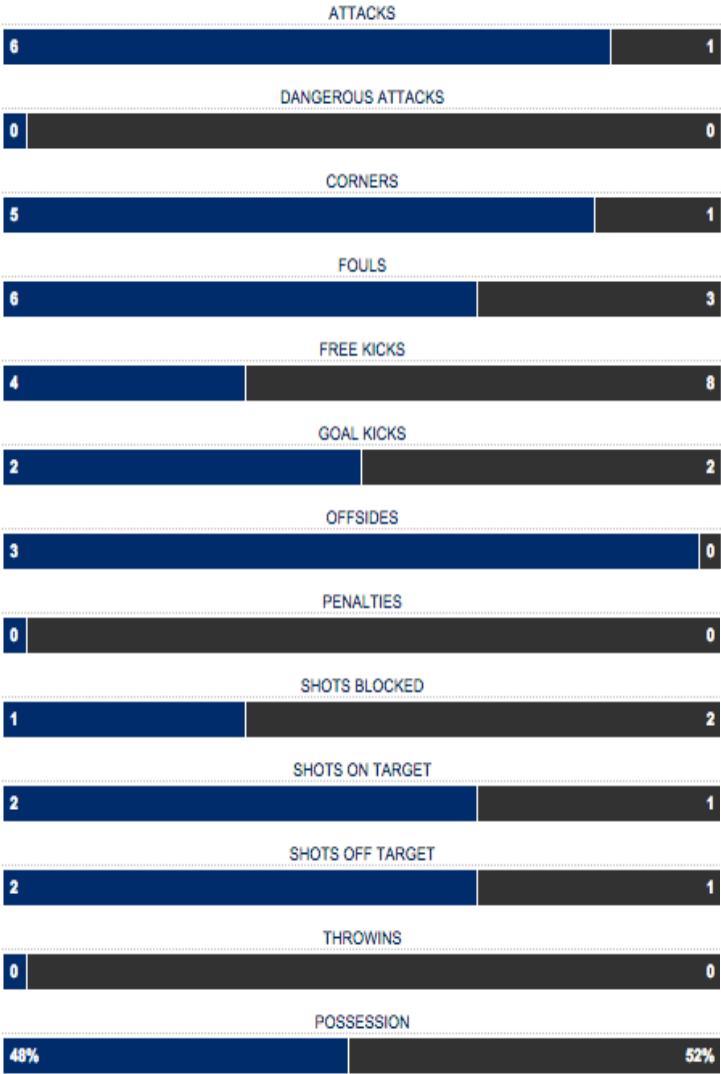 ATTACKS
6 1
DANGEROUS ATTACKS
0 0
CORNERS
5 1
FOULS
6 3
FREE KICKS
4 8
GOAL KICKS
2 2
OFFSIDES
3 0
PENALTIES
0 0
SHOTS BLOCKED
1 2
SHOTS ON TARGET
2 1
SHOTS OFF TARGET
2 1
THROWINS
0 0
POSSESSION
48% 52%